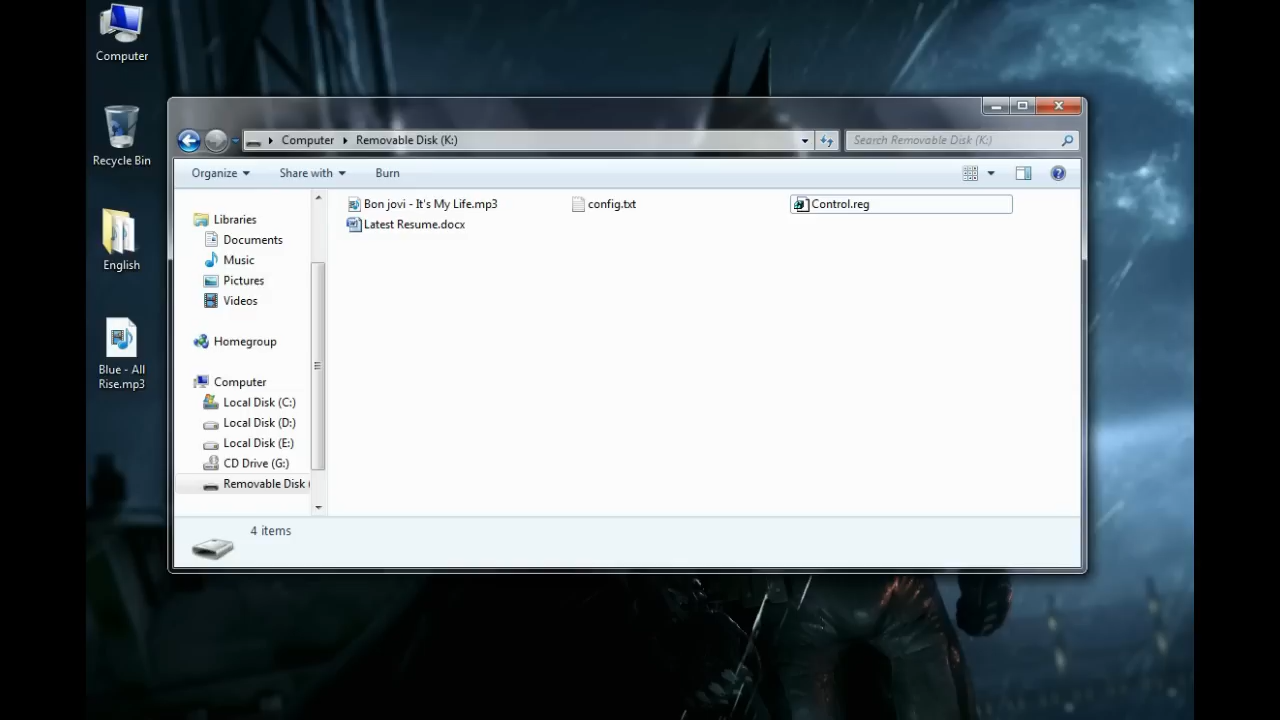 Computer
Recycle Bin
English
Blue - All
Rise.mp3
Computer Removable Disk (K:)
Search Removable Disk (K:)
Organize Share with Burn
Libraries
Documents
Music
Pictures
Videos
Homegroup
Computer
Local Disk (C:)
Local Disk (D:)
Local Disk (E:)
CD Drive (G:)
Removable Disk (
Bon jovi - It's My Life.mp3 config.txt Control.reg
Latest Resume.docx
4 items